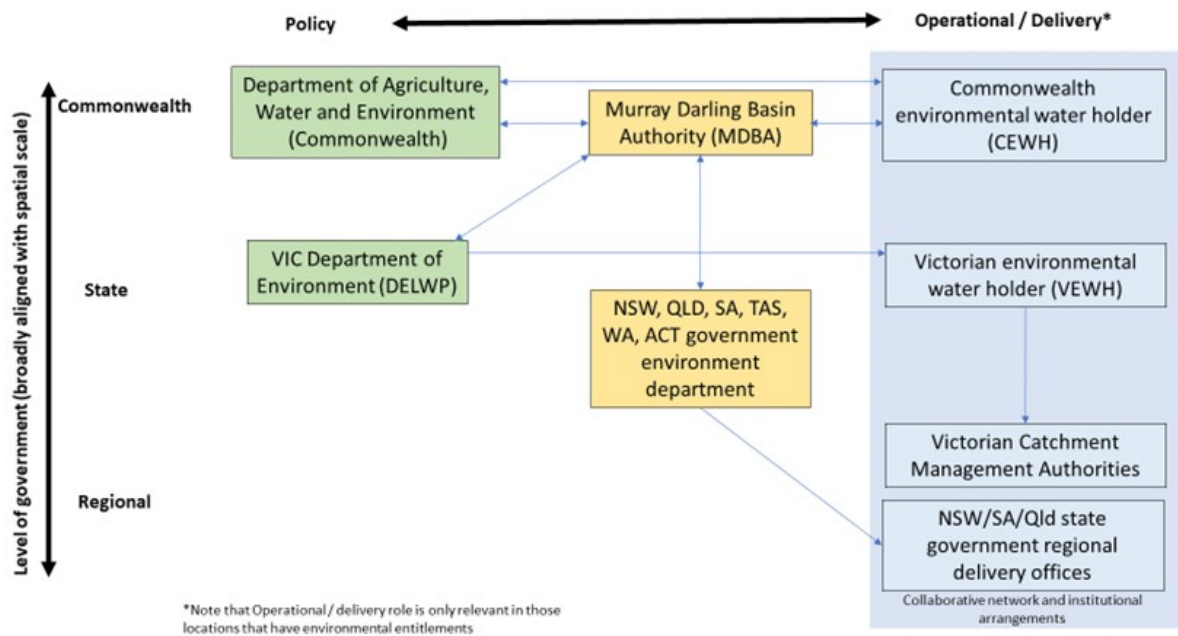 Policy
Operational / Delivery*
Level of government (broadly aligned with spatial scale)
Commonwealth
Department of Agriculture,
Water and Environment
(Commonwealth)
Murray Darling Basin
Authority (MDBA)
Commonwealth
environmental water holder
(CEWH)
State
VIC Department of
Environment (DELWP)
Victorian environmental
water holder (VEWH)
NSW, QLD, SA, TAS,
WA, ACT government
environment
department
Regional
Victorian Catchment
Management Authorities
NSW/SA/Qld state
government regional
delivery offices
Collaborative network and institutional
arrangements
*Note that Operational / delivery role is only relevant in those
locations that have environmental entitlements